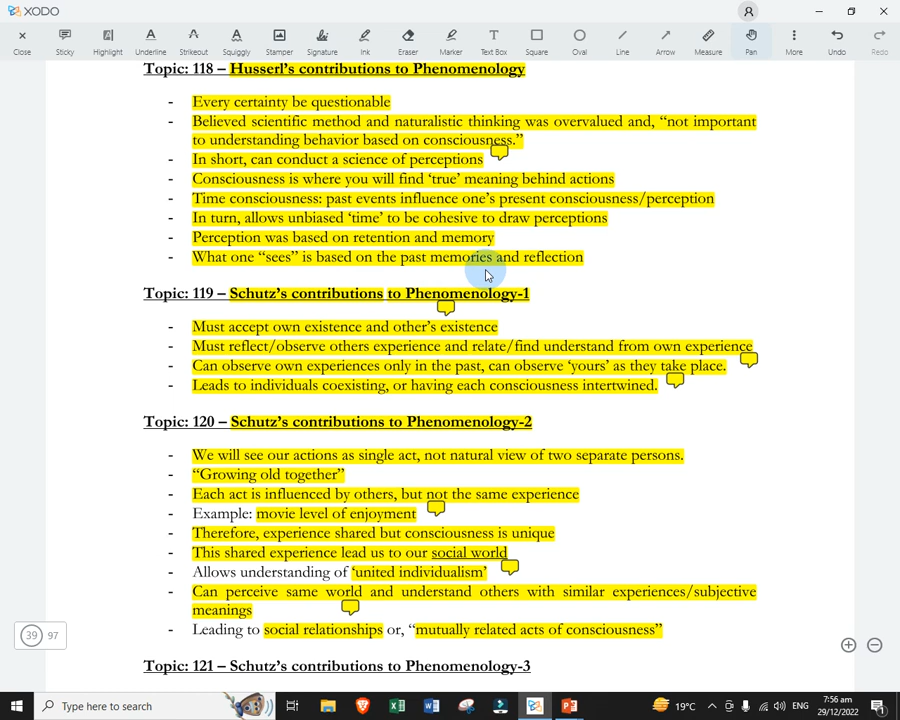 XODO
Close
Sticky
Highlight
Underline
Strikeout
Squiggly
Stamper
Signature
Ink
Eraser
Marker
Text Box
Square
Oval
Line
Arrow
Measure
Pan
More
Undo
Redo
Topic: 118 – Husserl’s contributions to Phenomenology
- Every certainty be questionable
- Believed scientific method and naturalistic thinking was overvalued and, “not important
to understanding behavior based on consciousness.”
- In short, can conduct a science of perceptions
- Consciousness is where you will find ‘true’ meaning behind actions
- Time consciousness: past events influence one’s present consciousness/perception
- In turn, allows unbiased ‘time’ to be cohesive to draw perceptions
- Perception was based on retention and memory
- What one “sees” is based on the past memories and reflection
Topic: 119 – Schutz’s contributions to Phenomenology-1
- Must accept own existence and other’s existence
- Must reflect/observe others experience and relate/find understand from own experience
- Can observe own experiences only in the past, can observe ‘yours’ as they take place.
- Leads to individuals coexisting, or having each consciousness intertwined.
Topic: 120 – Schutz’s contributions to Phenomenology-2
- We will see our actions as single act, not natural view of two separate persons.
- “Growing old together”
- Each act is influenced by others, but not the same experience
- Example: movie level of enjoyment
- Therefore, experience shared but consciousness is unique
- This shared experience lead us to our social world
- Allows understanding of ‘united individualism’
- Can perceive same world and understand others with similar experiences/subjective
meanings
- Leading to social relationships or, “mutually related acts of consciousness”
39 97
Topic: 121 – Schutz’s contributions to Phenomenology-3
Type here to search
19°C
ENG
7:56 am
29/12/2022
1